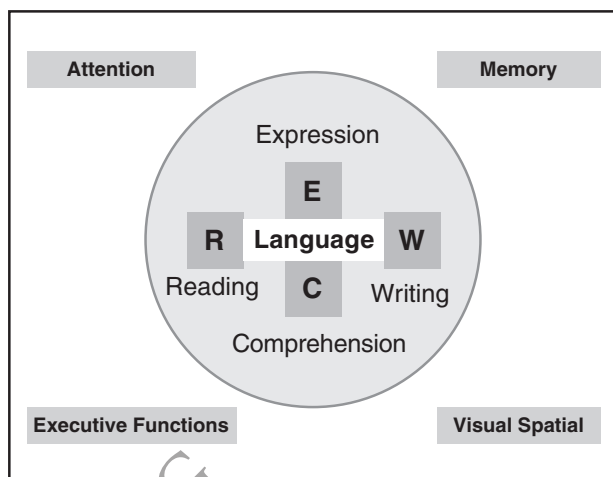 Attention Memory
Expression
E
R Language W
Reading C Writing
Comprehension
Executive Functions Visual Spatial